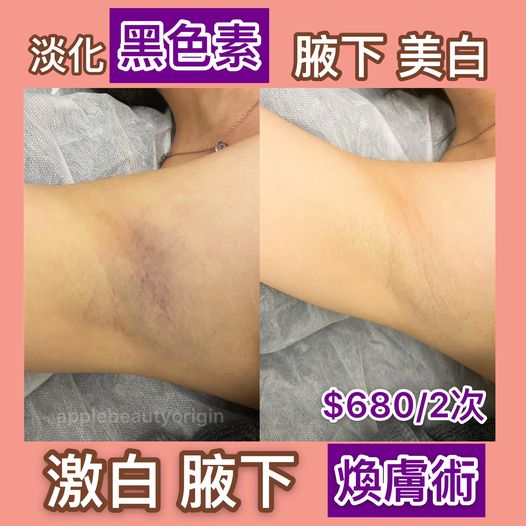 淡化 黑色素 腋下 美白
applebeautyorigin
$680/2次
激白 腋下 煥膚術